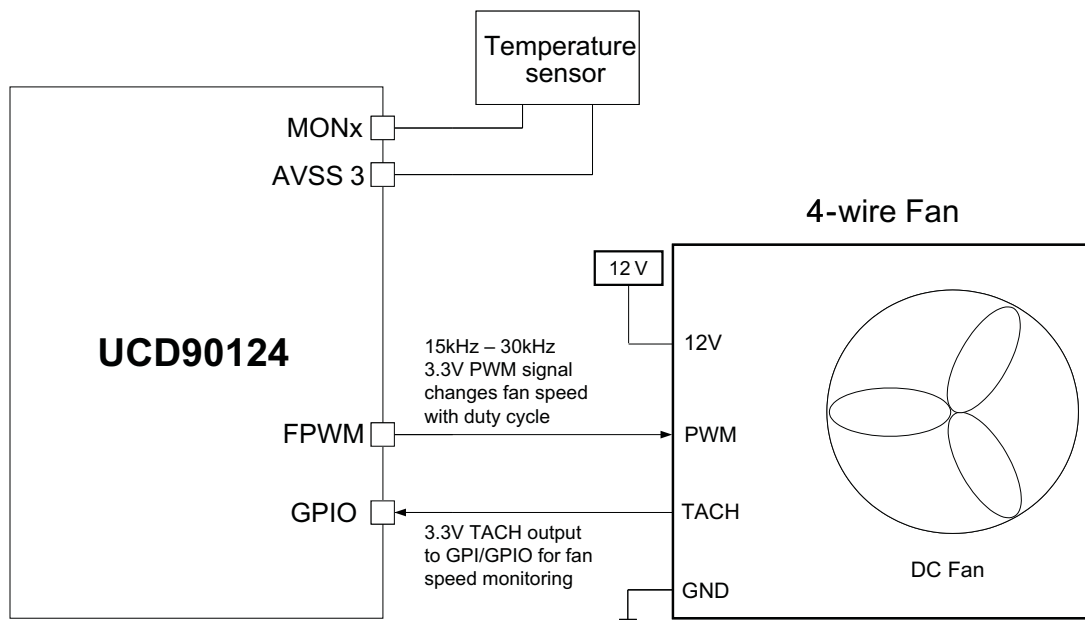 Temperature
sensor
MONx
AVSS 3
4-wire Fan
12 V
UCD90124
15kHz – 30kHz
3.3V PWM signal
changes fan speed
with duty cycle
12V
FPWM
PWM
GPIO
TACH
3.3V TACH output
to GPI/GPIO for fan
speed monitoring
DC Fan
GND